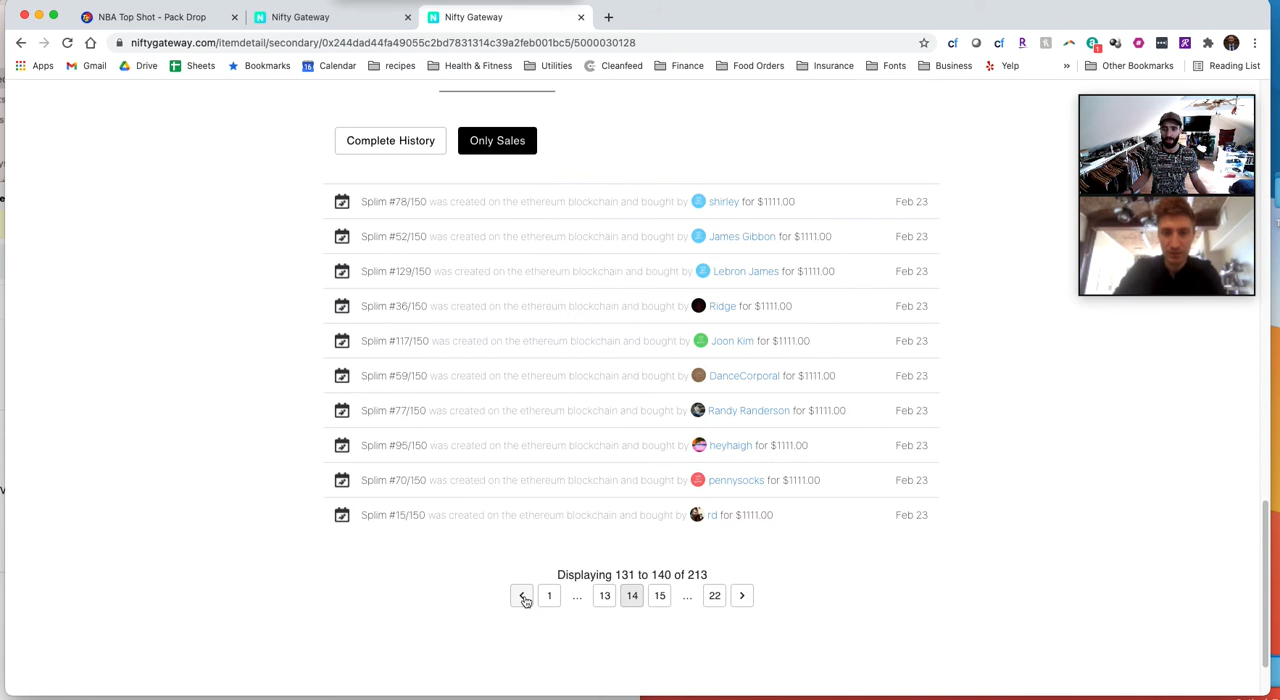 NBA Top Shot - Pack Drop
Nifty Gateway
Nifty Gateway
niftygateway.com/itemdetail/secondary/0x244dad44fa49055c2bd7831314c39a2feb001bc5/5000030128
Apps Gmail Drive Sheets Bookmarks Calendar recipes Health & Fitness Utilities Cleanfeed Finance Food Orders Insurance Fonts Business Yelp » Other Bookmarks Reading List
Complete History Only Sales
Splim #78/150 was created on the ethereum blockchain and bought by shirley for $1111.00 Feb 23
Splim #52/150 was created on the ethereum blockchain and bought by James Gibbon for $1111.00 Feb 23
Splim #129/150 was created on the ethereum blockchain and bought by Lebron James for $1111.00 Feb 23
Splim #36/150 was created on the ethereum blockchain and bought by Ridge for $1111.00 Feb 23
Splim #117/150 was created on the ethereum blockchain and bought by Joon Kim for $1111.00 Feb 23
Splim #59/150 was created on the ethereum blockchain and bought by DanceCorporal for $1111.00 Feb 23
Splim #77/150 was created on the ethereum blockchain and bought by Randy Randerson for $1111.00 Feb 23
Splim #95/150 was created on the ethereum blockchain and bought by heyhaigh for $1111.00 Feb 23
Splim #70/150 was created on the ethereum blockchain and bought by pennysocks for $1111.00 Feb 23
Splim #15/150 was created on the ethereum blockchain and bought by rd for $1111.00 Feb 23
Displaying 131 to 140 of 213
1 ... 13 14 15 ... 22